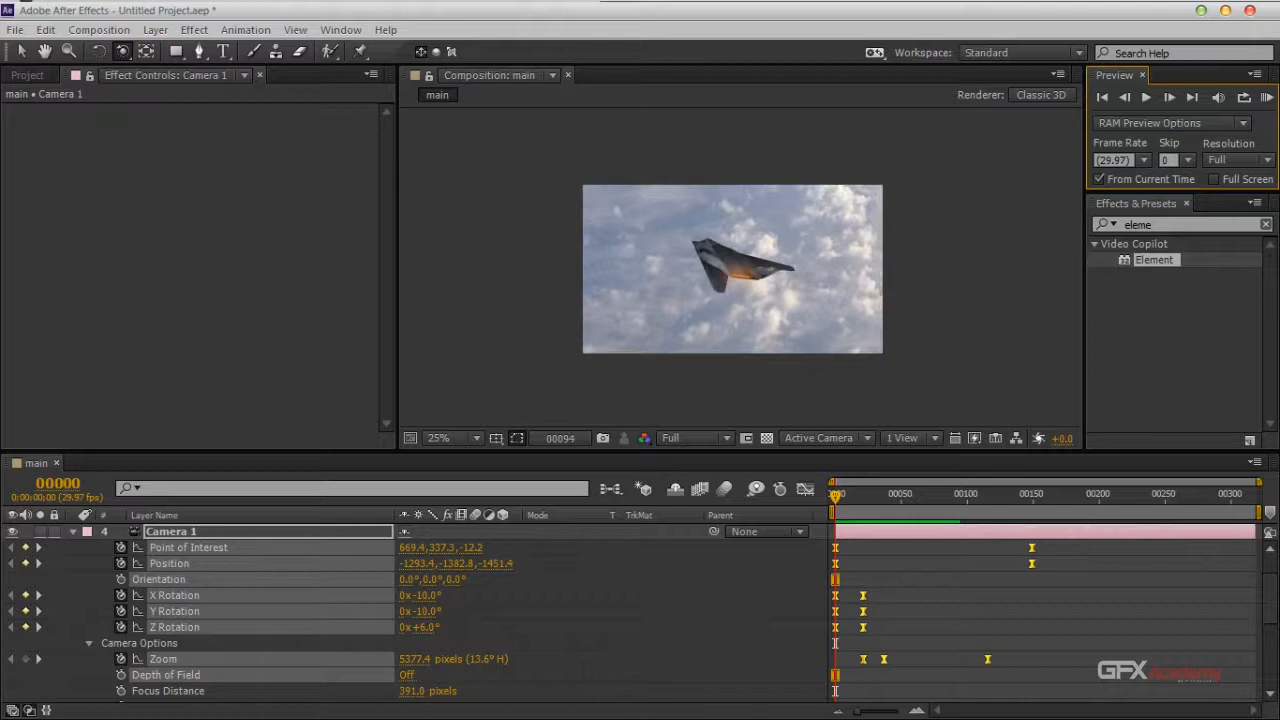 Ae Adobe After Effects - Untitled Project.aep *
File Edit Composition Layer Effect Animation View Window Help
T Workspace: Standard Search Help
Project Effect Controls: Camera 1 Composition: main Preview
main • Camera 1 main Renderer: Classic 3D
RAM Preview Options
Frame Rate Skip Resolution
(29.97) 0 Full
From Current Time Full Screen
Effects & Presets
eleme
Video Copilot
Element
25% 00094 Full Active Camera 1 View +0.0
main
00000
0:00:00:00 (29.97 fps)
00050 00100 00150 00200 00250 00300
# Layer Name Mode TrkMat Parent
4 Camera 1 None
Point of Interest 669.4,337.3,-12.2
Position -1293.4,-1382.8,-1451.4
Orientation 0.0°,0.0°,0.0°
X Rotation 0x-10.0°
Y Rotation 0x-10.0°
Z Rotation 0x+6.0°
Camera Options
Zoom 5377.4 pixels (13.6° H)
Depth of Field Off
Focus Distance 391.0 pixels
GFX Academy